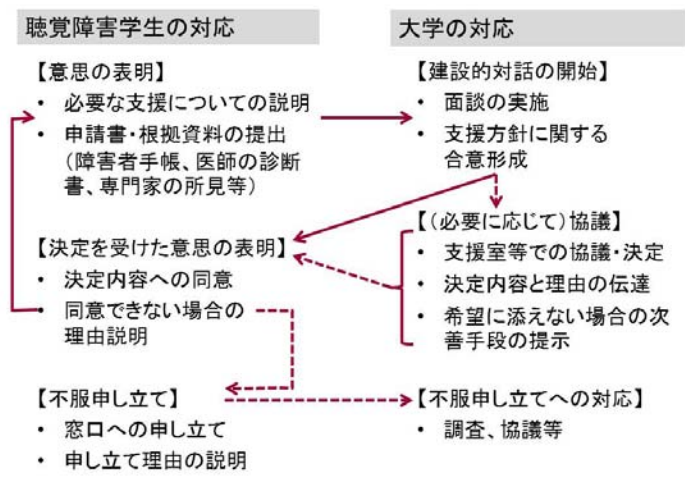 聴覚障害学生の対応
【意思の表明】
• 必要な支援についての説明
• 申請書・根拠資料の提出
（障害者手帳、医師の診断
書、専門家の所見等）
【決定を受けた意思の表明】
• 決定内容への同意
• 同意できない場合の
理由説明
【不服申し立て】
• 窓口への申し立て
• 申し立て理由の説明
大学の対応
【建設的対話の開始】
• 面談の実施
• 支援方針に関する
合意形成
【（必要に応じて）協議】
• 支援室等での協議・決定
• 決定内容と理由の伝達
• 希望に添えない場合の次
善手段の提示
【不服申し立てへの対応】
• 調査、協議等